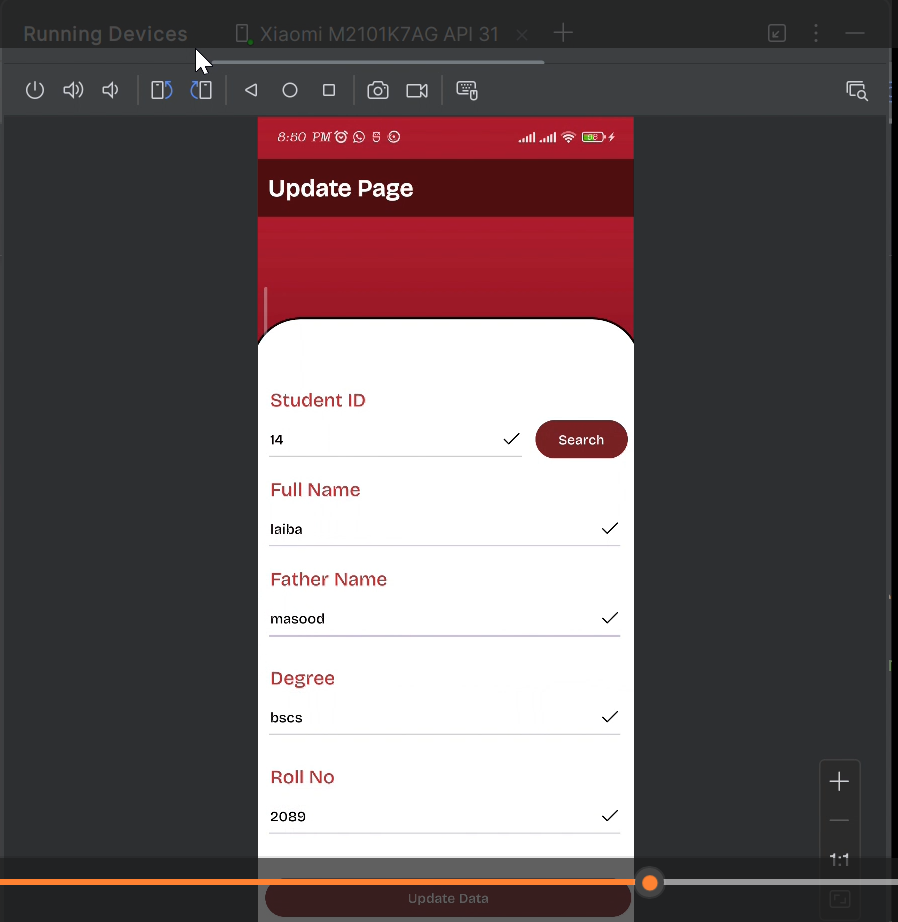 Running Devices Xiaomi M2101K7AG API 31
8:50 PM
Update Page
Student ID
14 Search
Full Name
laiba
Father Name
masood
Degree
bscs
Roll No
2089
1:1
Update Data